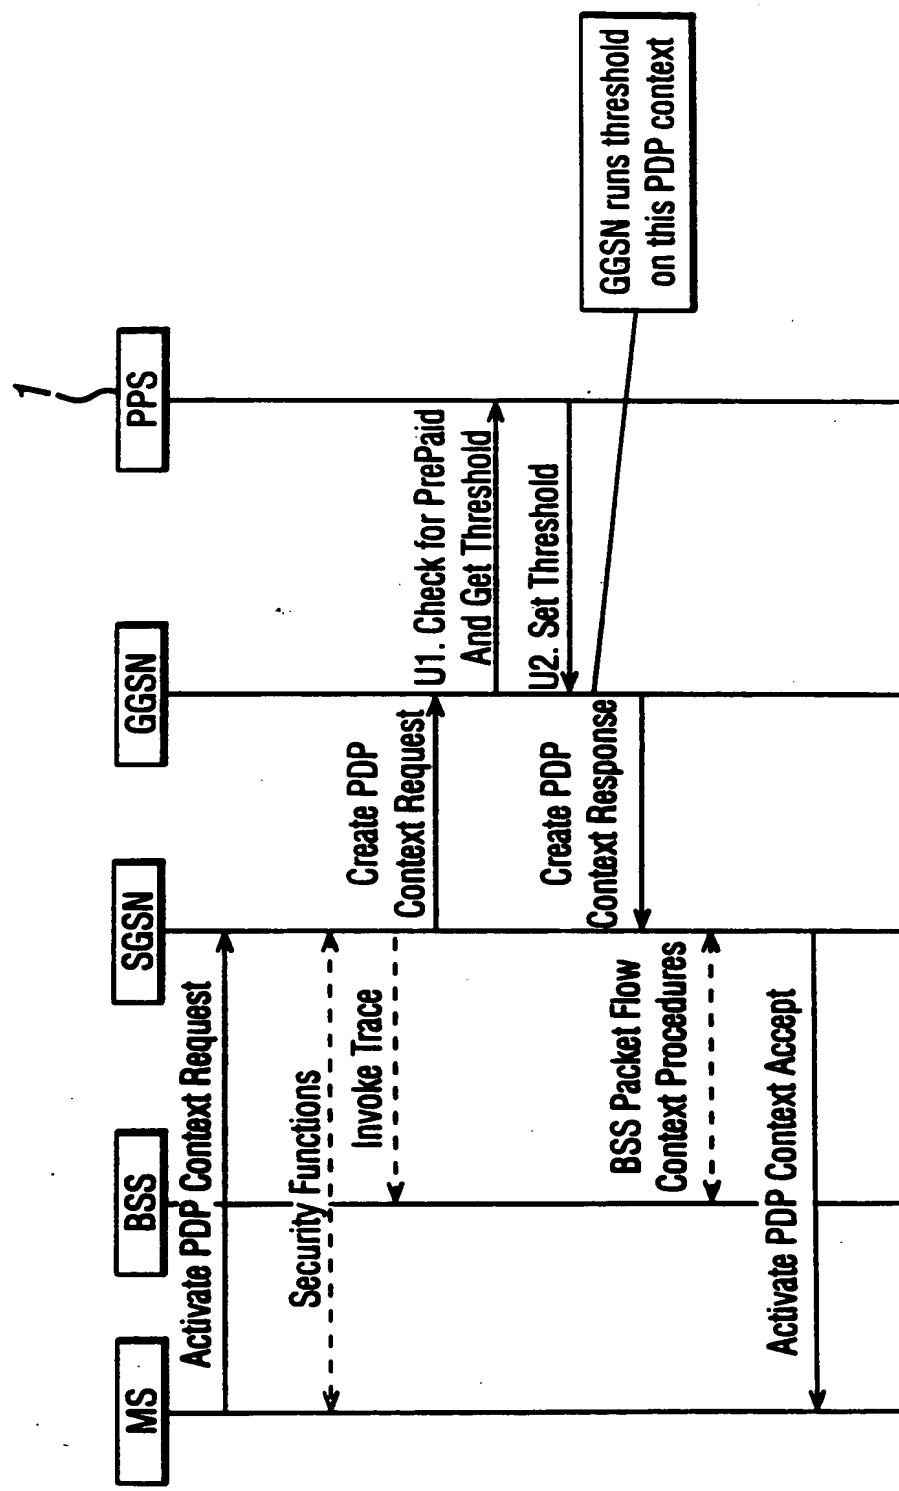 1
MS
BSS
SGSN
GGSN
PPS
Activate PDP Context Request
Security Functions
Invoke Trace
Create PDP
Context Request
U1. Check for PrePaid
And Get Threshold
U2. Set Threshold
GGSN runs threshold
on this PDP context
Create PDP
Context Response
BSS Packet Flow
Context Procedures
Activate PDP Context Accept